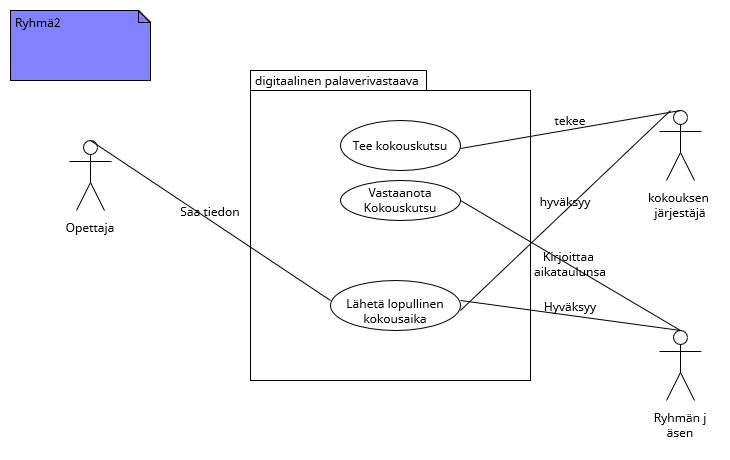 Ryhmä2
digitaalinen palaverivastaava
tekee
Tee kokouskutsu
Vastaanota
Kokouskutsu
hyväksyy
kokouksen
järjestäjä
Saa tiedon
Opettaja
Kirjoittaa
aikataulunsa
Lähetä lopullinen
kokousaika
Hyväksyy
Ryhmän j
äsen